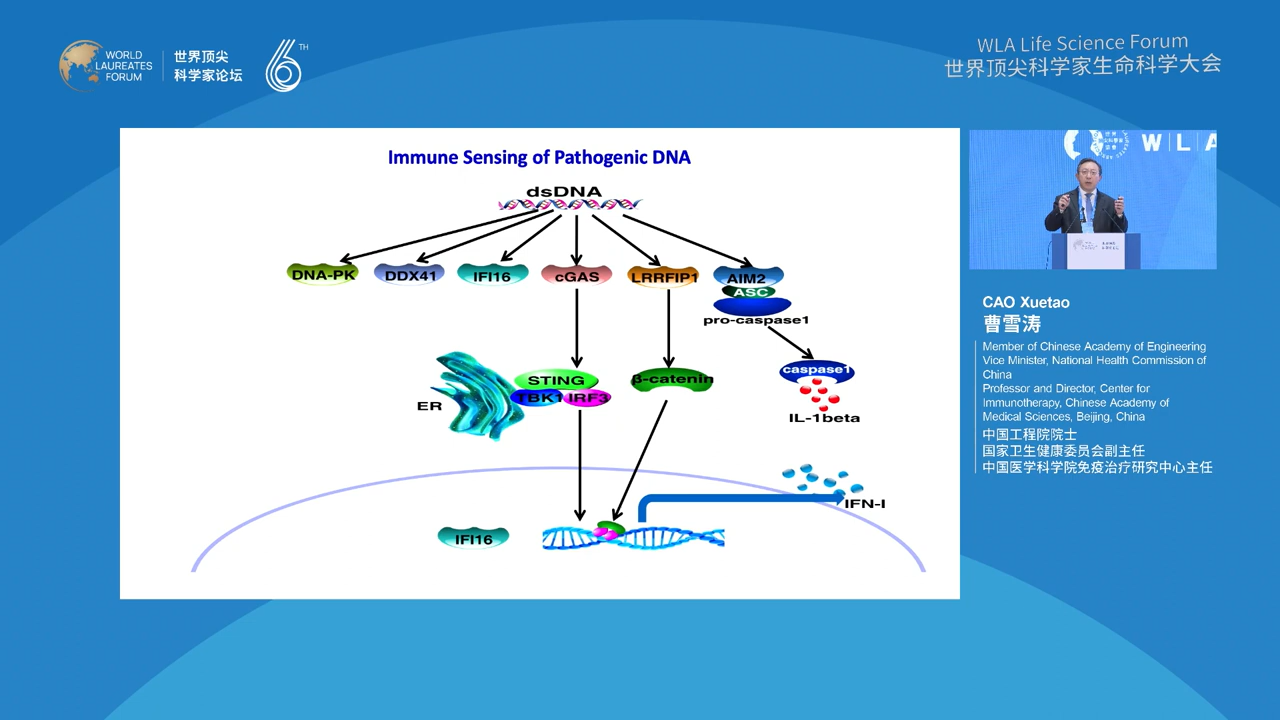 WORLD
LAUREATES
FORUM
世界顶尖
科学家论坛
6TH
WLA Life Science Forum
世界顶尖科学家生命科学大会
Immune Sensing of Pathogenic DNA
dsDNA
DNA-PK
DDX41
IFI16
cGAS
LRRFIP1
AIM2
ASC
pro-caspase1
ER
STING
TBK1
IRF3
β-catenin
caspase1
IL-1beta
IFN-I
IFI16
W L A
CAO Xuetao
曹雪涛
Member of Chinese Academy of Engineering
Vice Minister, National Health Commission of
China
Professor and Director, Center for
Immunotherapy, Chinese Academy of
Medical Sciences, Beijing, China
中国工程院院士
国家卫生健康委员会副主任
中国医学科学院免疫治疗研究中心主任